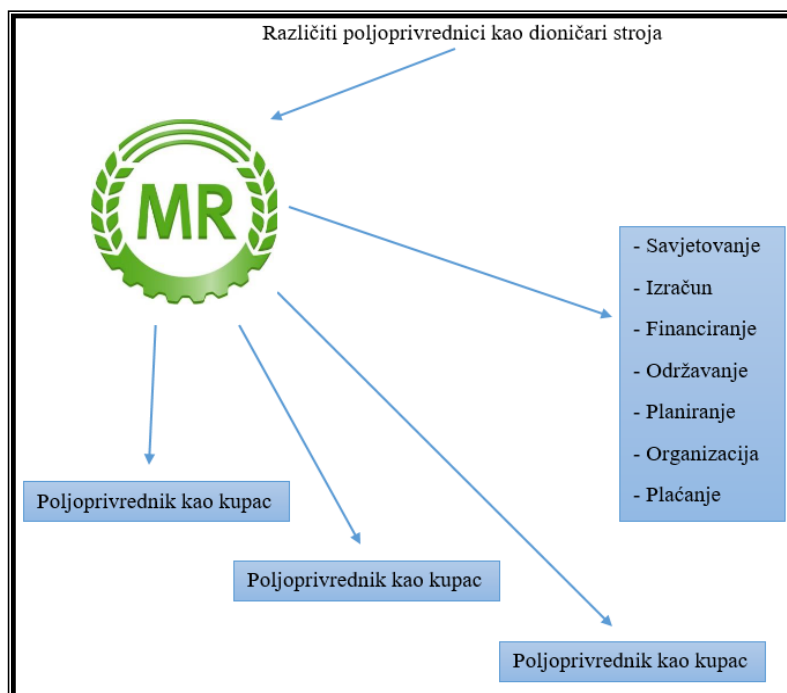 Različiti poljoprivrednici kao dioničari stroja
MR
- Savjetovanje
- Izračun
- Financiranje
- Održavanje
- Planiranje
- Organizacija
- Plaćanje
Poljoprivrednik kao kupac
Poljoprivrednik kao kupac
Poljoprivrednik kao kupac